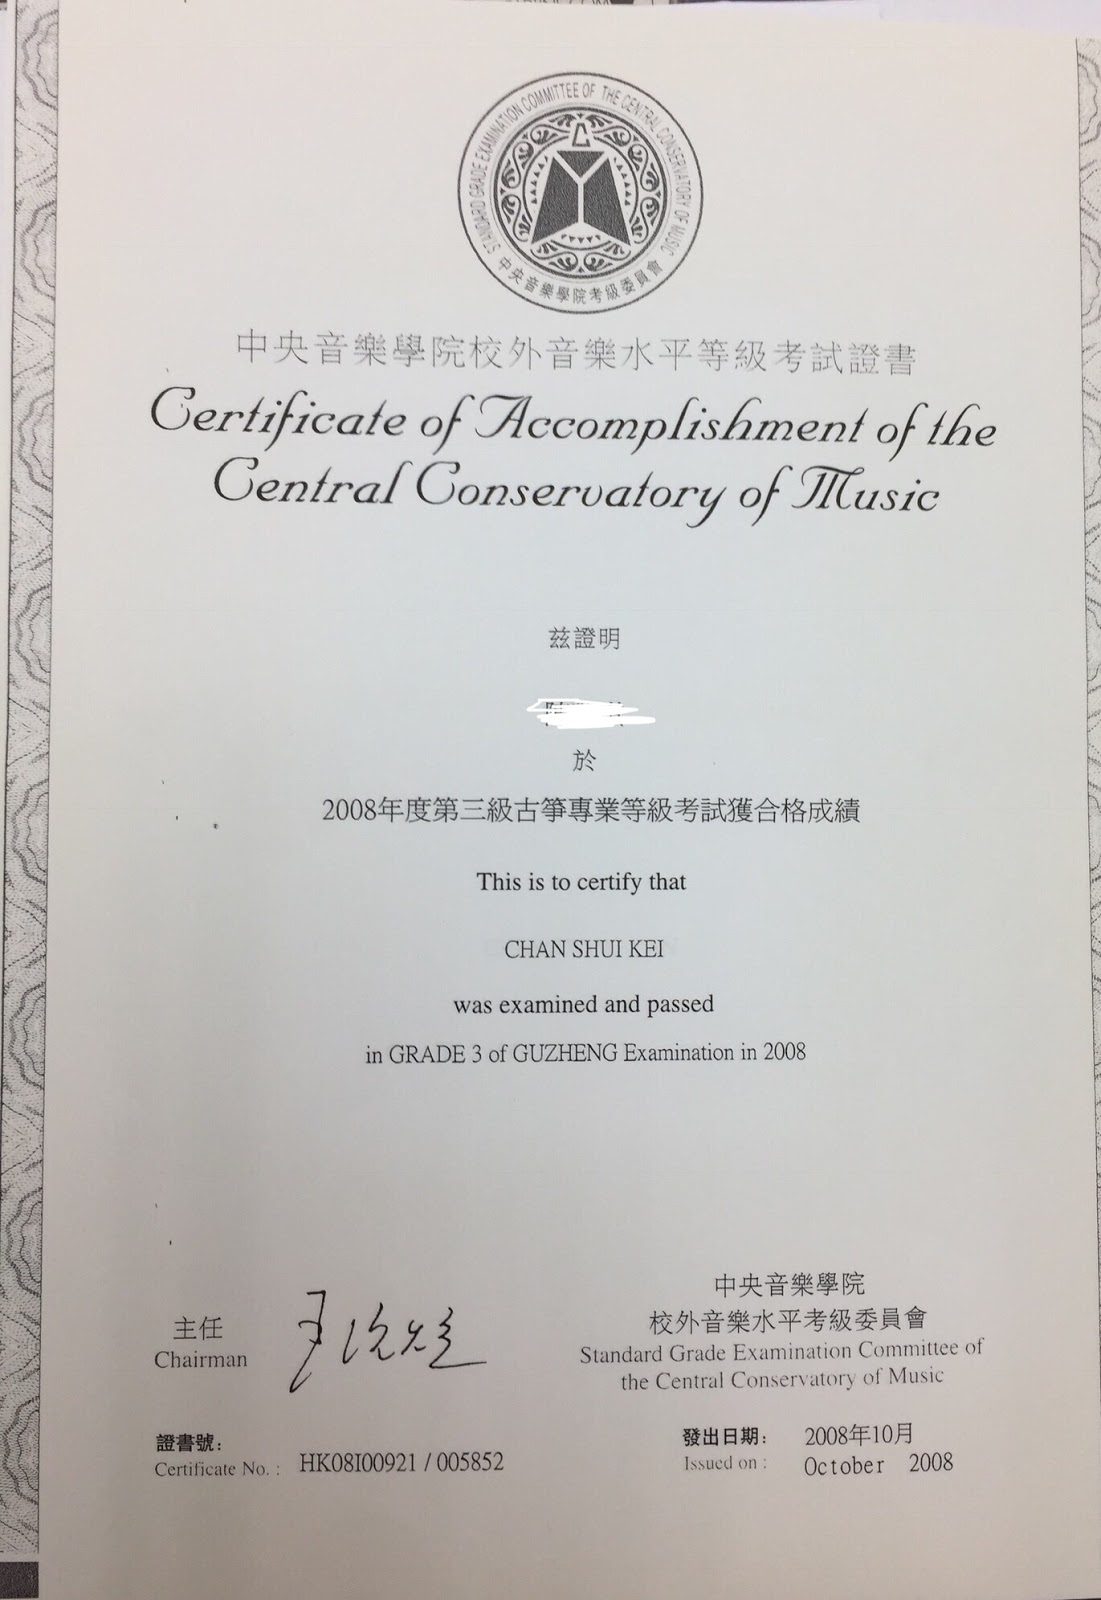 STANDARD GRADE EXAMINATION COMMITTEE OF THE CENTRAL CONSERVATORY OF MUSIC
中央音樂學院考級委員會
中央音樂學院校外音樂水平等級考試證書
Certificate of Accomplishment of the
Central Conservatory of Music
茲證明
於
2008年度第三級古箏專業等級考試獲合格成績
This is to certify that
CHAN SHUI KEI
was examined and passed
in GRADE 3 of GUZHENG Examination in 2008
中央音樂學院
校外音樂水平考級委員會
Standard Grade Examination Committee of
the Central Conservatory of Music
主任
Chairman
證書號:
Certificate No. : HK08I00921 / 005852
發出日期: 2008年10月
Issued on : October 2008